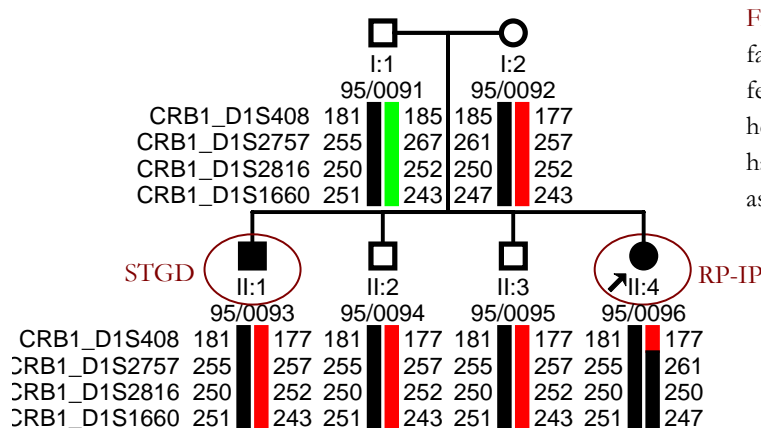 F
fa
fe
I:1 I:2
95/0091 95/0092
h
CRB1_D1S408 181 185 185 177
h
CRB1_D1S2757 255 267 261 257
as
CRB1_D1S2816 250 252 250 252
CRB1_D1S1660 251 243 247 243
STGD RP-IP
II:1 II:2 II:3 II:4
95/0093 95/0094 95/0095 95/0096
CRB1_D1S408 181 177 181 177 181 177 181 177
CRB1_D1S2757 255 257 255 257 255 257 255 261
CRB1_D1S2816 250 252 250 252 250 252 250 250
CRB1_D1S1660 251 243 251 243 251 243 251 247